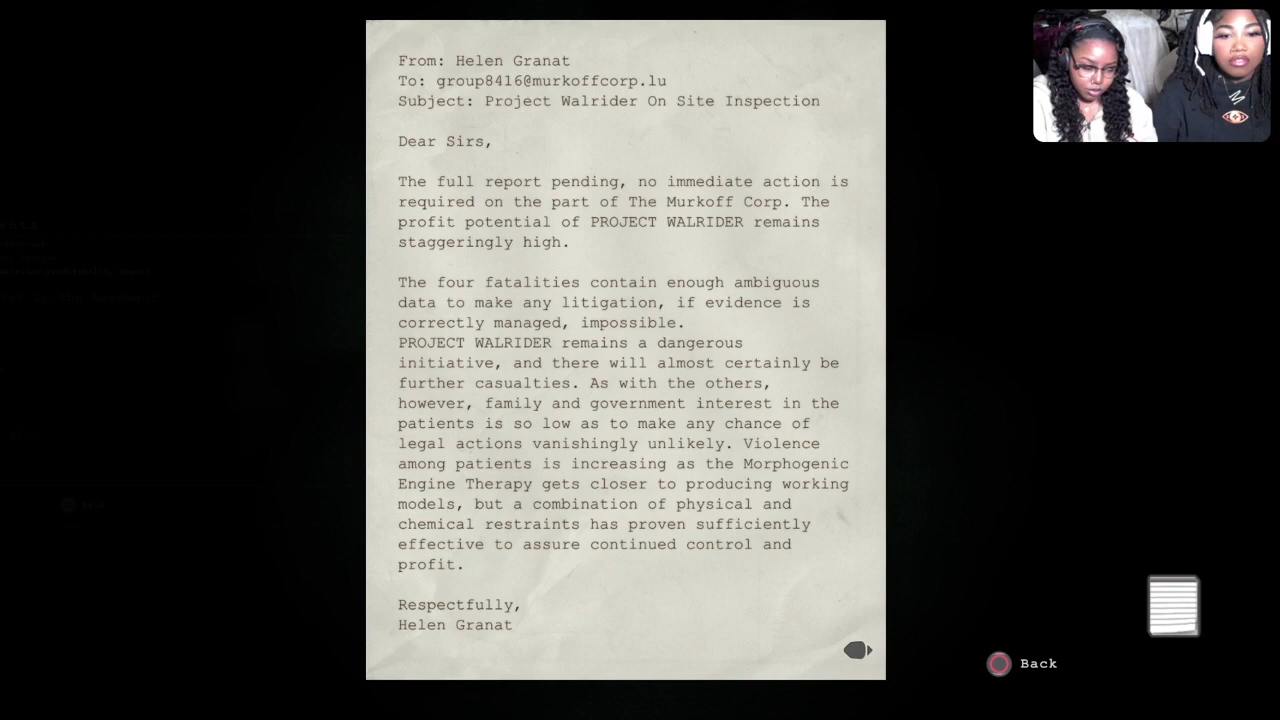 From: Helen Granat
To: group8416@murkoffcorp.lu
Subject: Project Walrider On Site Inspection
Dear Sirs,
The full report pending, no immediate action is
required on the part of The Murkoff Corp. The
profit potential of PROJECT WALRIDER remains
staggeringly high.
The four fatalities contain enough ambiguous
data to make any litigation, if evidence is
correctly managed, impossible.
PROJECT WALRIDER remains a dangerous
initiative, and there will almost certainly be
further casualties. As with the others,
however, family and government interest in the
patients is so low as to make any chance of
legal actions vanishingly unlikely. Violence
among patients is increasing as the Morphogenic
Engine Therapy gets closer to producing working
models, but a combination of physical and
chemical restraints has proven sufficiently
effective to assure continued control and
profit.
Respectfully,
Helen Granat
Back